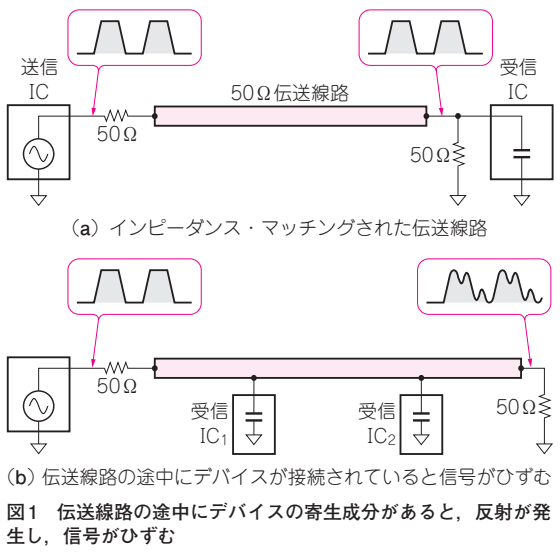 送信
IC
50Ω
50Ω伝送線路
50Ω
受信
IC
(a) インピーダンス・マッチングされた伝送線路
50Ω
受信
IC1
受信
IC2
50Ω
(b) 伝送線路の途中にデバイスが接続されていると信号がひずむ
図1 伝送線路の途中にデバイスの寄生成分があると，反射が発
生し，信号がひずむ